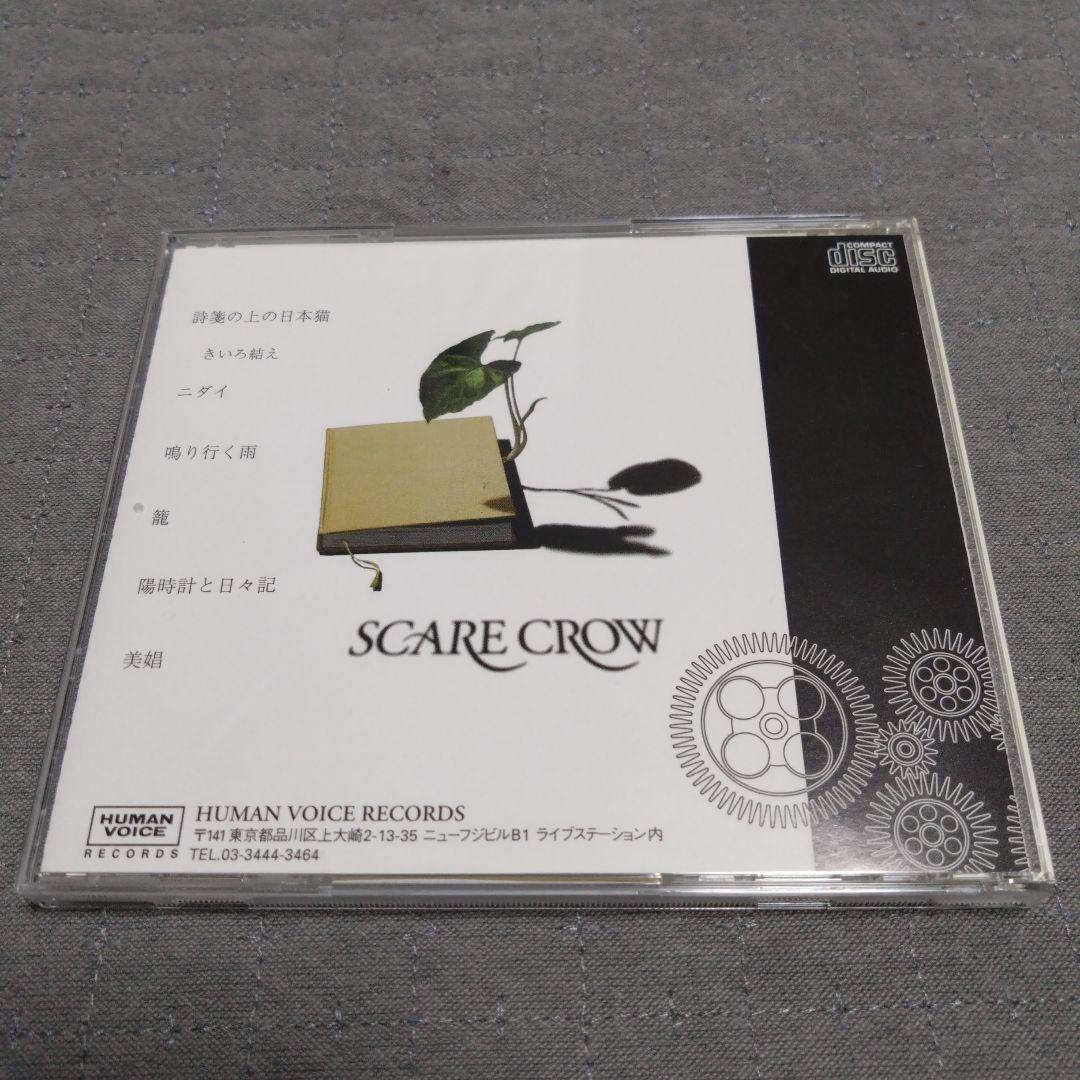 COMPACT
disc
DIGITAL AUDIO
詩箋の上の日本猫
きいろ結え
ニダイ
鳴り行く雨
籠
陽時計と日々記
美娼
SCARE CROW
HUMAN VOICE RECORDS
HUMAN VOICE RECORDS
〒141 東京都品川区上大崎2-13-35 ニューフジビルB1 ライブステーション内
TEL.03-3444-3464